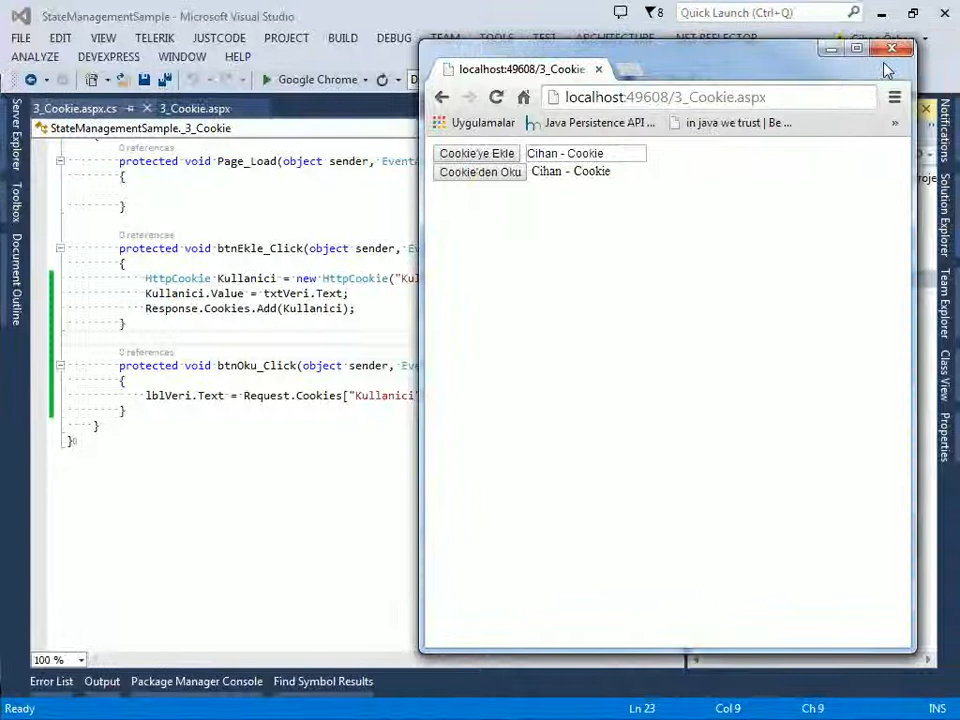 StateManagementSample - Microsoft Visual Studio
8
Quick Launch (Ctrl+Q)
FILE EDIT VIEW TELERIK JUSTCODE PROJECT BUILD DEBUG
ANALYZE DEVEXPRESS WINDOW HELP
Google Chrome
3_Cookie.aspx.cs
3_Cookie.aspx
StateManagementSample._3_Cookie
0 references
protected void Page_Load(object sender,
{
}
0 references
protected void btnEkle_Click(object sender,
{
HttpCookie Kullanici = new HttpCookie("Ku
Kullanici.Value = txtVeri.Text;
Response.Cookies.Add(Kullanici);
}
0 references
protected void btnOku_Click(object sender,
{
lblVeri.Text = Request.Cookies["Kullanici"
}
}
}
100 %
Server Explorer
Toolbox
Document Outline
localhost:49608/3_Cookie
localhost:49608/3_Cookie.aspx
Uygulamalar
Java Persistence API ...
in java we trust | Be ...
»
Cookie'ye Ekle
Cihan - Cookie
Cookie'den Oku
Cihan - Cookie
Notifications
Solution Explorer
Team Explorer
Class View
Properties
Error List Output Package Manager Console Find Symbol Results
Ready
Ln 23
Col 9
Ch 9
INS